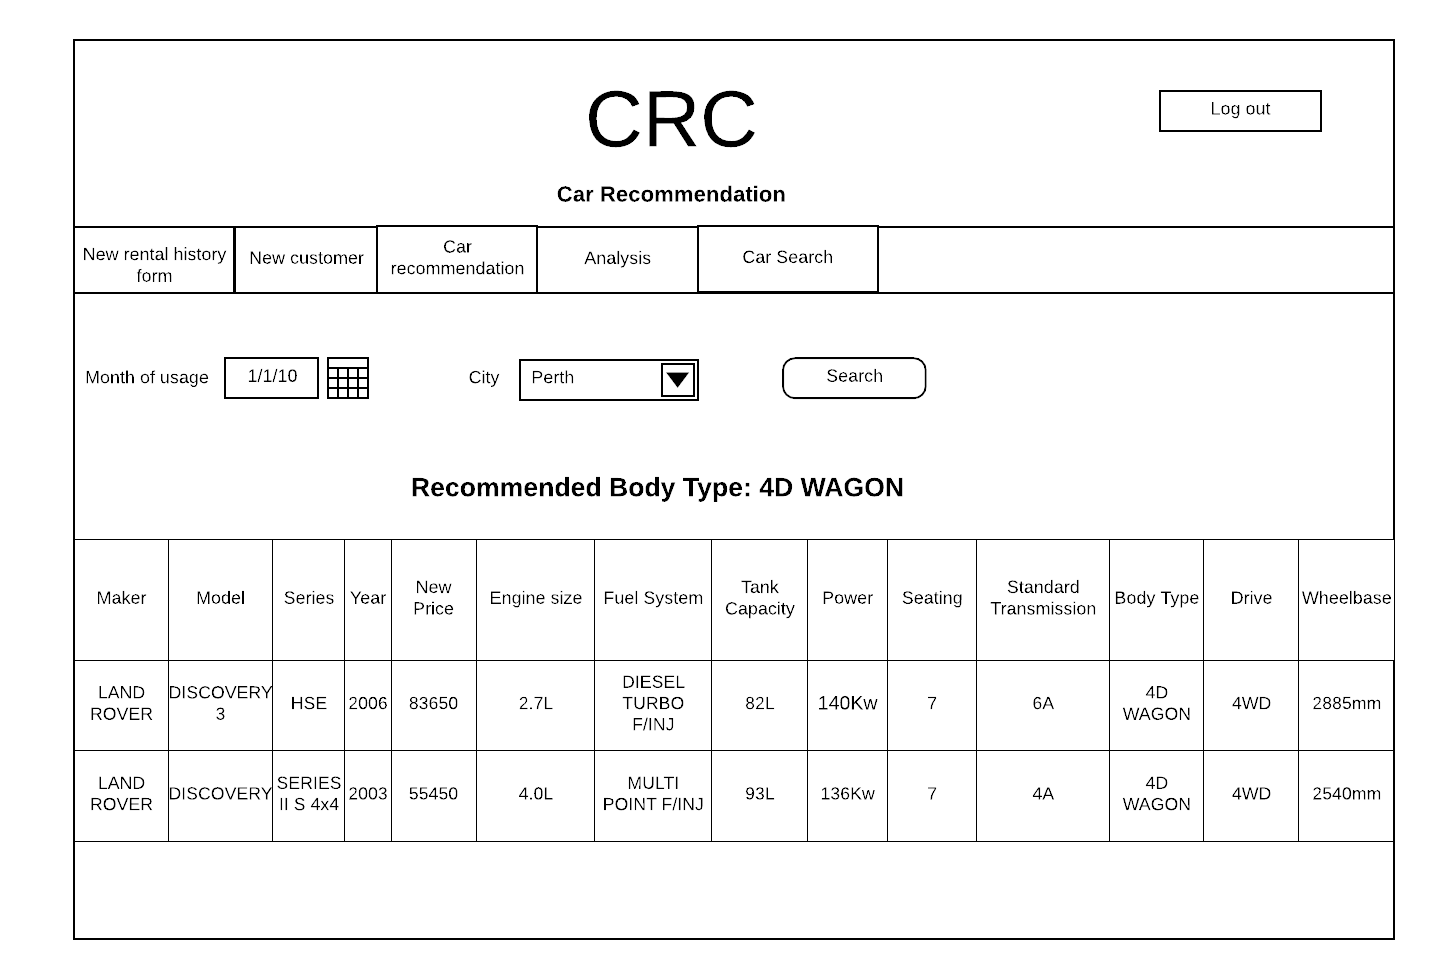 CRC
Log out
Car Recommendation
New rental history
form
New customer
Car
recommendation
Analysis
Car Search
Month of usage
1/1/10
City
Perth
Search
Recommended Body Type: 4D WAGON
Maker
Model
Series
Year
New
Price
Engine size
Fuel System
Tank
Capacity
Power
Seating
Standard
Transmission
Body Type
Drive
Wheelbase
LAND
ROVER
DISCOVERY
3
HSE
2006
83650
2.7L
DIESEL
TURBO
F/INJ
82L
140Kw
7
6A
4D
WAGON
4WD
2885mm
LAND
ROVER
DISCOVERY
SERIES
II S 4x4
2003
55450
4.0L
MULTI
POINT F/INJ
93L
136Kw
7
4A
4D
WAGON
4WD
2540mm